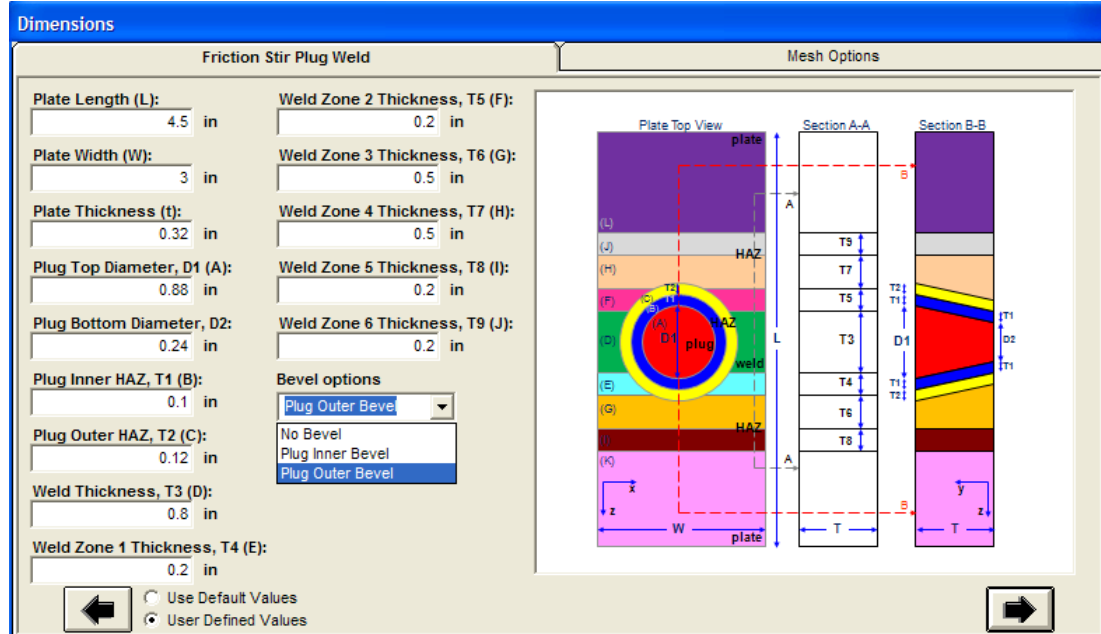 Dimensions
Friction Stir Plug Weld
Mesh Options
Plate Length (L):
4.5 in
Plate Width (W):
3 in
Plate Thickness (t):
0.32 in
Plug Top Diameter, D1 (A):
0.88 in
Plug Bottom Diameter, D2:
0.24 in
Plug Inner HAZ, T1 (B):
0.1 in
Plug Outer HAZ, T2 (C):
0.12 in
Weld Thickness, T3 (D):
0.8 in
Weld Zone 1 Thickness, T4 (E):
0.2 in
Weld Zone 2 Thickness, T5 (F):
0.2 in
Weld Zone 3 Thickness, T6 (G):
0.5 in
Weld Zone 4 Thickness, T7 (H):
0.5 in
Weld Zone 5 Thickness, T8 (I):
0.2 in
Weld Zone 6 Thickness, T9 (J):
0.2 in
Bevel options
Plug Outer Bevel
No Bevel
Plug Inner Bevel
Plug Outer Bevel
Use Default Values
User Defined Values
Plate Top View
plate
(L)
(J)
HAZ
(H)
(F)
T2
(C)
T1
(B)
(A)
HAZ
(D)
D1
plug
weld
(E)
(G)
HAZ
(K)
x
z
W
plate
A
A
L
Section A-A
T9
T7
T5
T3
T4
T6
T8
T
Section B-B
B
T2
T1
T1
D1
D2
T1
T1
T2
B
y
z
T